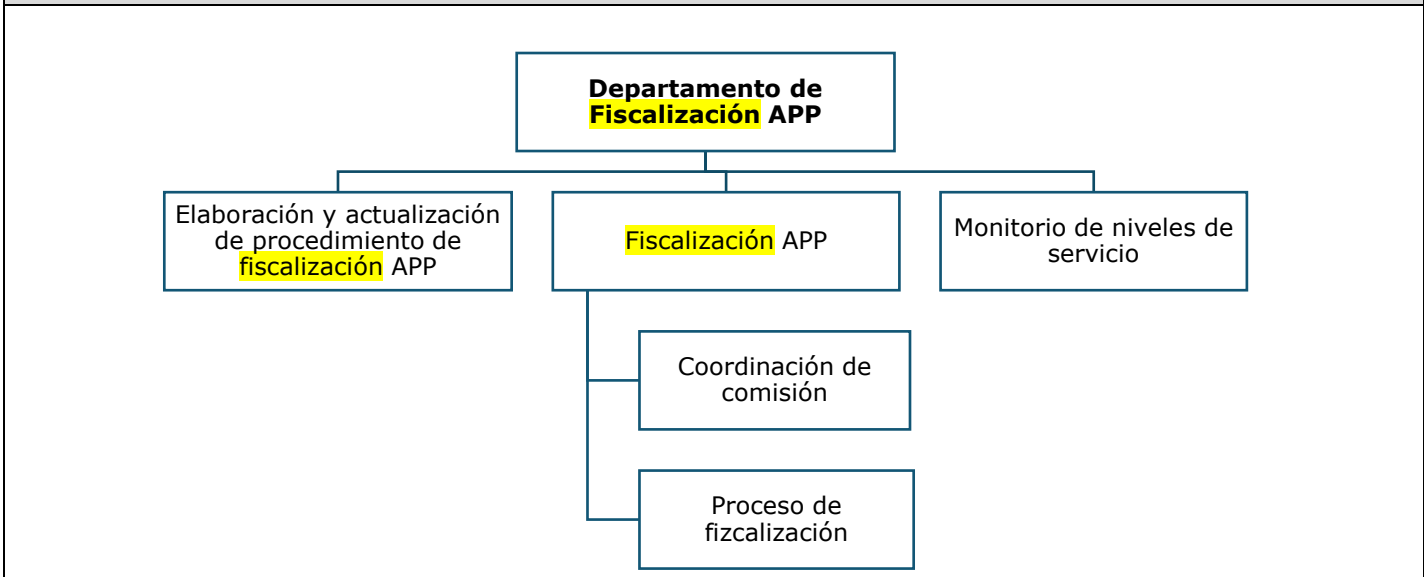 Departamento de
Fiscalización APP
Elaboración y actualización
de procedimiento de
fiscalización APP
Fiscalización APP
Monitorio de niveles de
servicio
Coordinación de
comisión
Proceso de
fizcalización